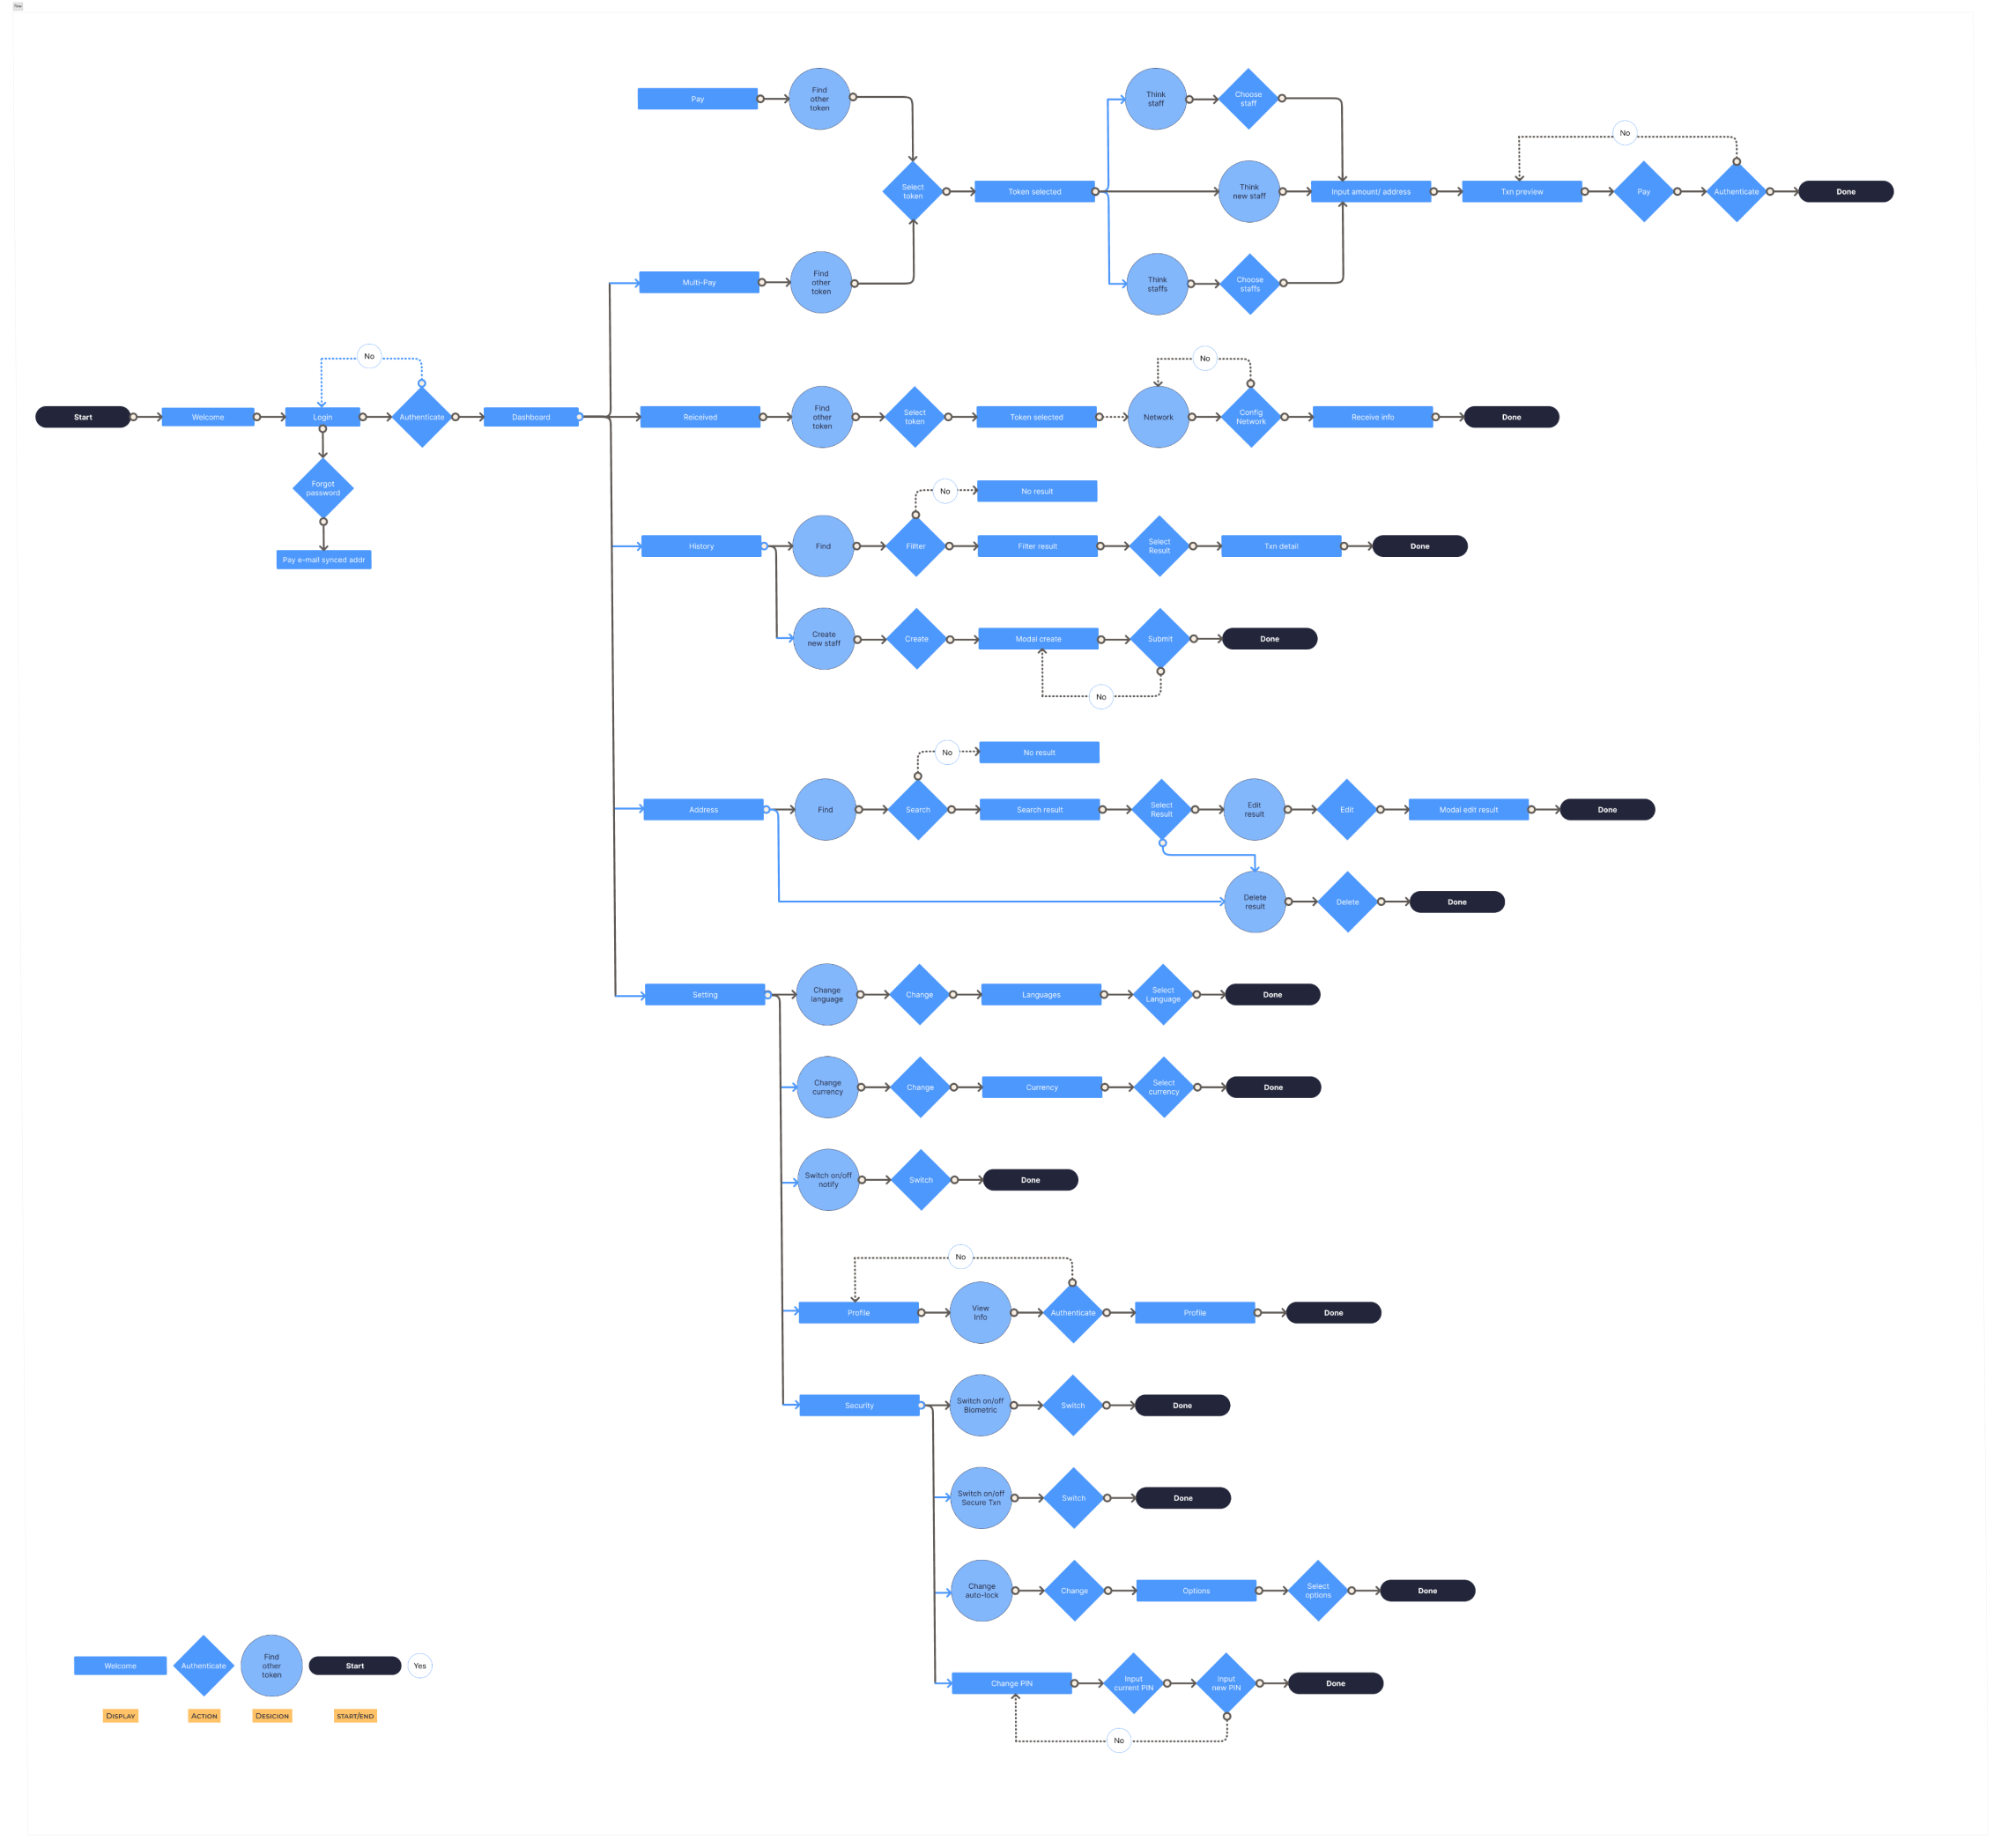 Flow
Pay
Find
other
token
Think
staff
Choose
staff
No
Select
token
Token selected
Think
new staff
Input amount/ address
Txn preview
Pay
Authenticate
Done
Multi-Pay
Find
other
token
Think
staffs
Choose
staffs
No
No
Start
Welcome
Login
Authenticate
Dashboard
Reiceived
Find
other
token
Select
token
Token selected
Network
Config
Network
Receive info
Done
Forgot
password
Pay e-mail synced addr
No
No result
History
Find
Fillter
Filter result
Select
Result
Txn detail
Done
Create
new staff
Create
Modal create
Submit
Done
No
No
No result
Address
Find
Search
Search result
Select
Result
Edit
result
Edit
Modal edit result
Done
Delete
result
Delete
Done
Setting
Change
language
Change
Languages
Select
Language
Done
Change
currency
Change
Currency
Select
currency
Done
Switch on/off
notify
Switch
Done
No
Profile
View
Info
Authenticate
Profile
Done
Security
Switch on/off
Biometric
Switch
Done
Switch on/off
Secure Txn
Switch
Done
Change
auto-lock
Change
Options
Select
options
Done
Change PIN
Input
current PIN
Input
new PIN
Done
No
Welcome
Authenticate
Find
other
token
Start
Yes
Display
Action
Desicion
start/end